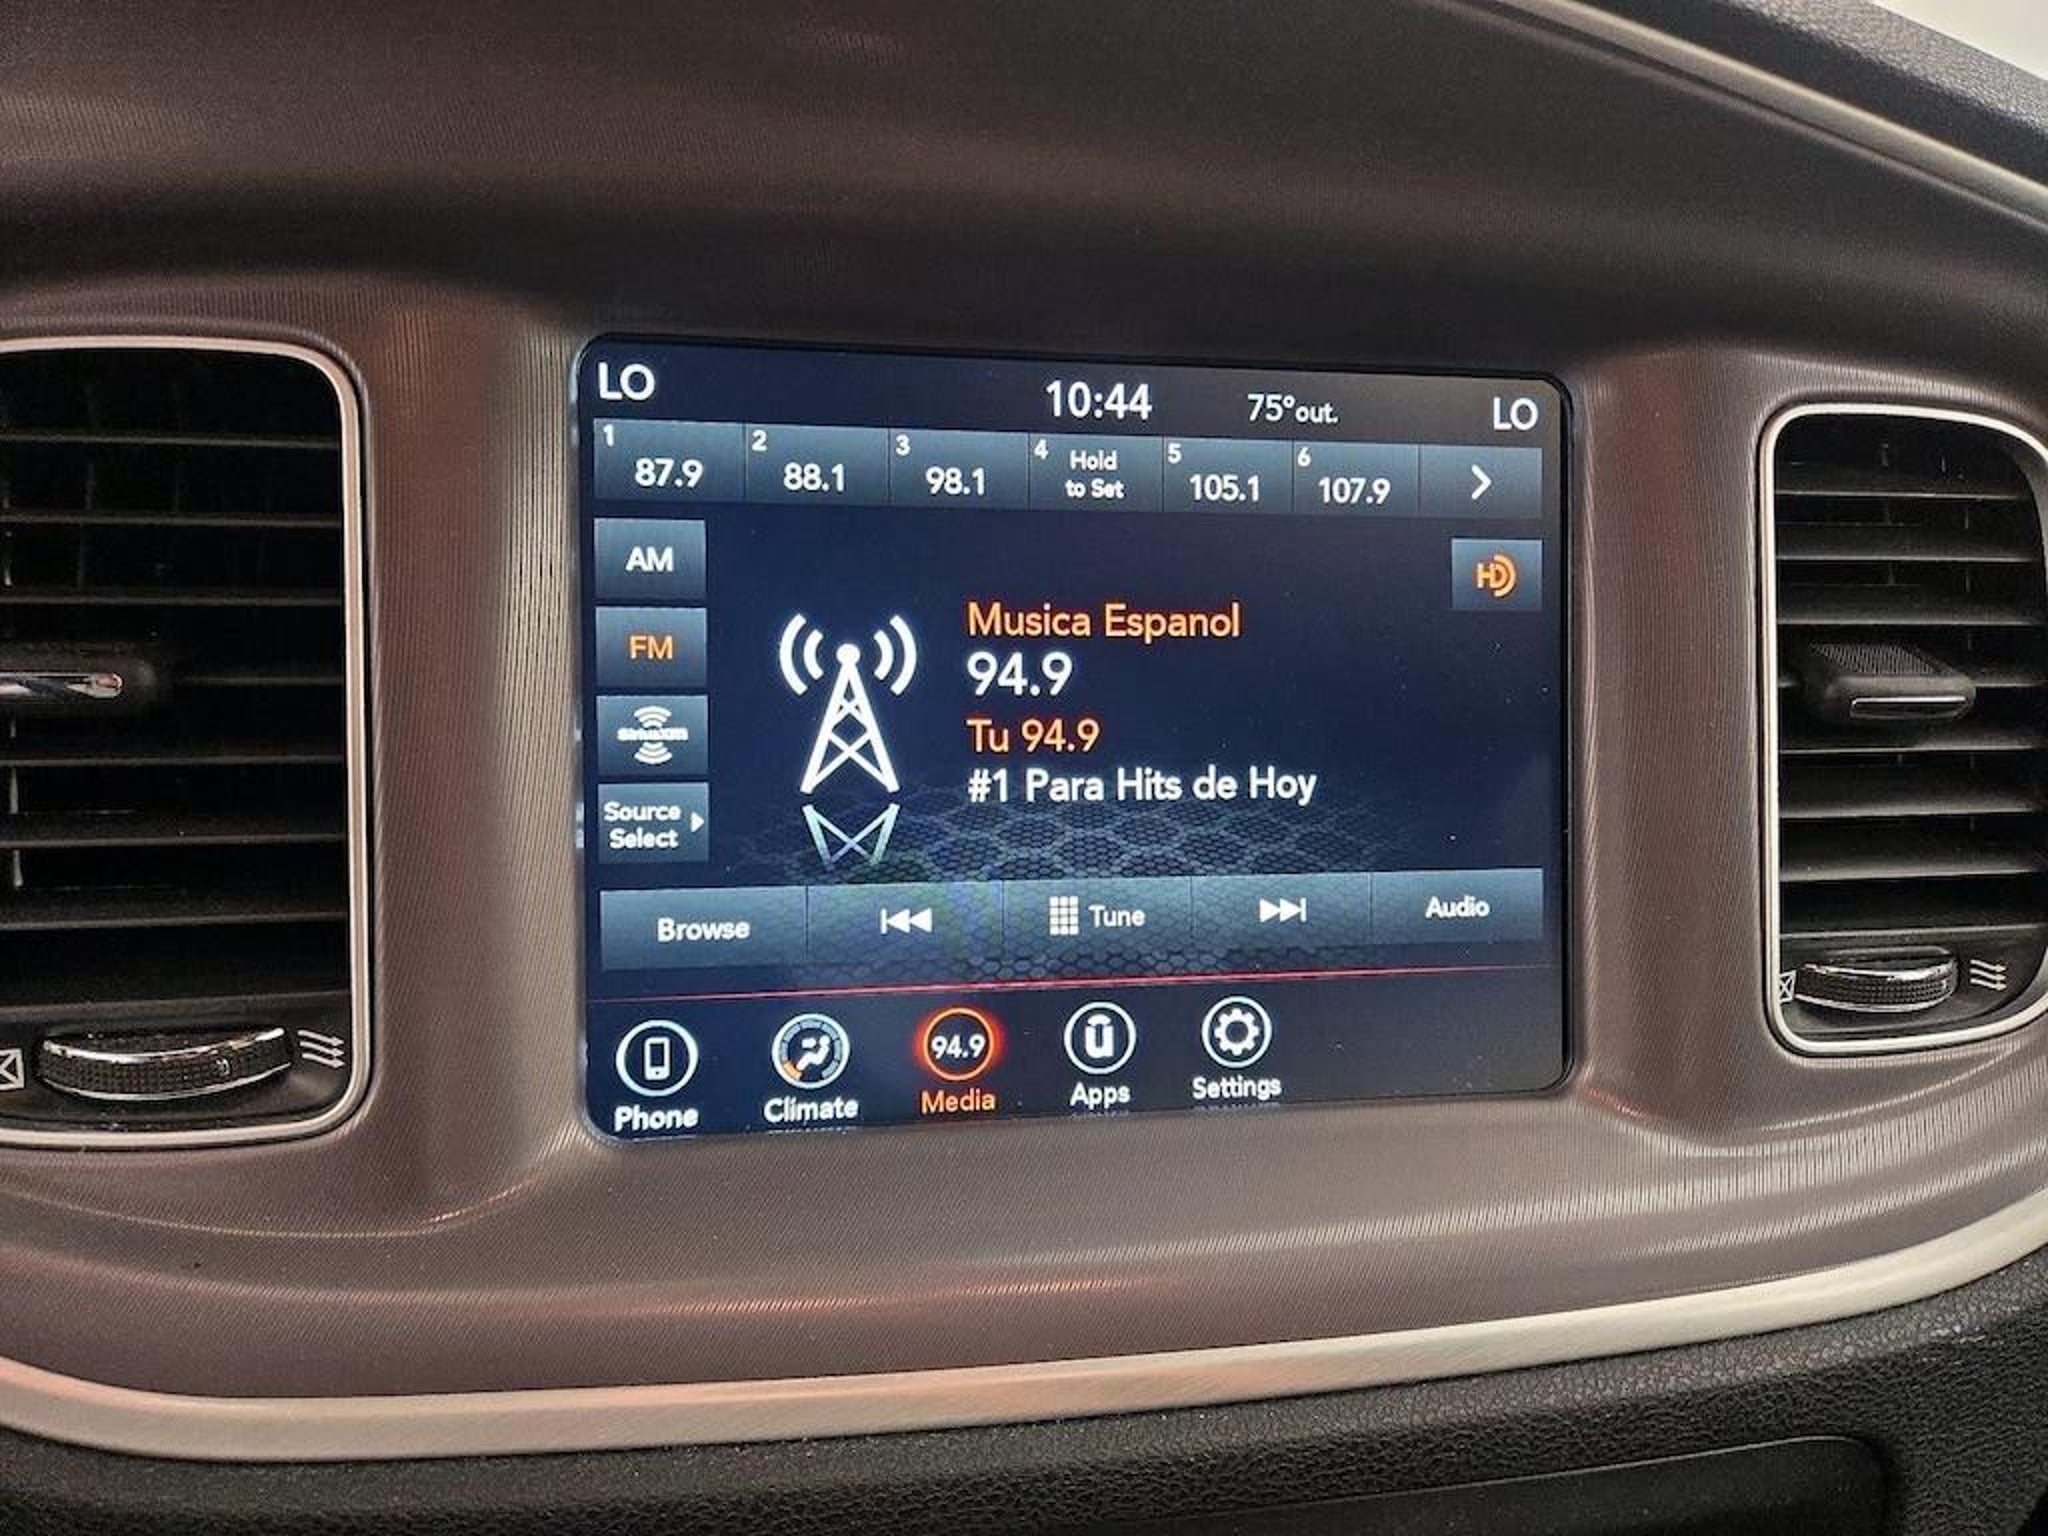 LO 10:44 75°out. LO
1 87.9 2 88.1 3 98.1 4 Hold to Set 5 105.1 6 107.9
AM
FM
SiriusXM
Source
Select
HD
Musica Espanol
94.9
Tu 94.9
#1 Para Hits de Hoy
Browse Tune Audio
94.9
Phone Climate Media Apps Settings